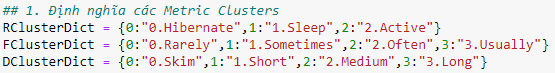 ## 1. Định nghĩa các Metric Clusters
RClusterDict = {0:"0.Hibernate",1:"1.Sleep",2:"2.Active"}
FClusterDict = {0:"0.Rarely",1:"1.Sometimes",2:"2.Often",3:"3.Usually"}
DClusterDict = {0:"0.Skim",1:"1.Short",2:"2.Medium",3:"3.Long"}